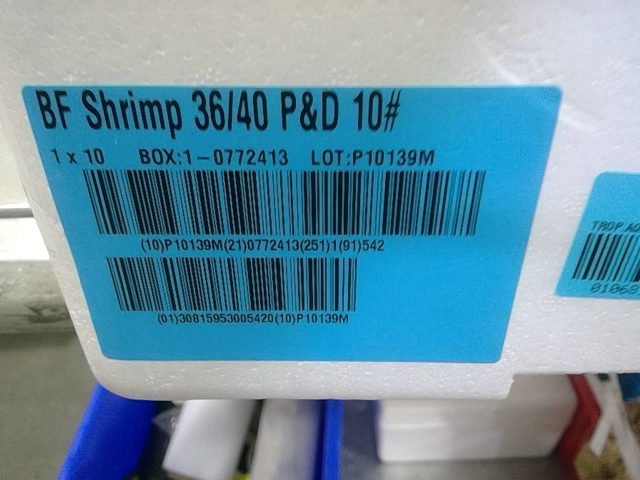 BF Shrimp 36/40 P&D 10#
1 x 10 BOX:1-0772413 LOT:P10139M
(10)P10139M(21)0772413(251)1(91)542
(01)30815953005420(10)P10139M
TROP